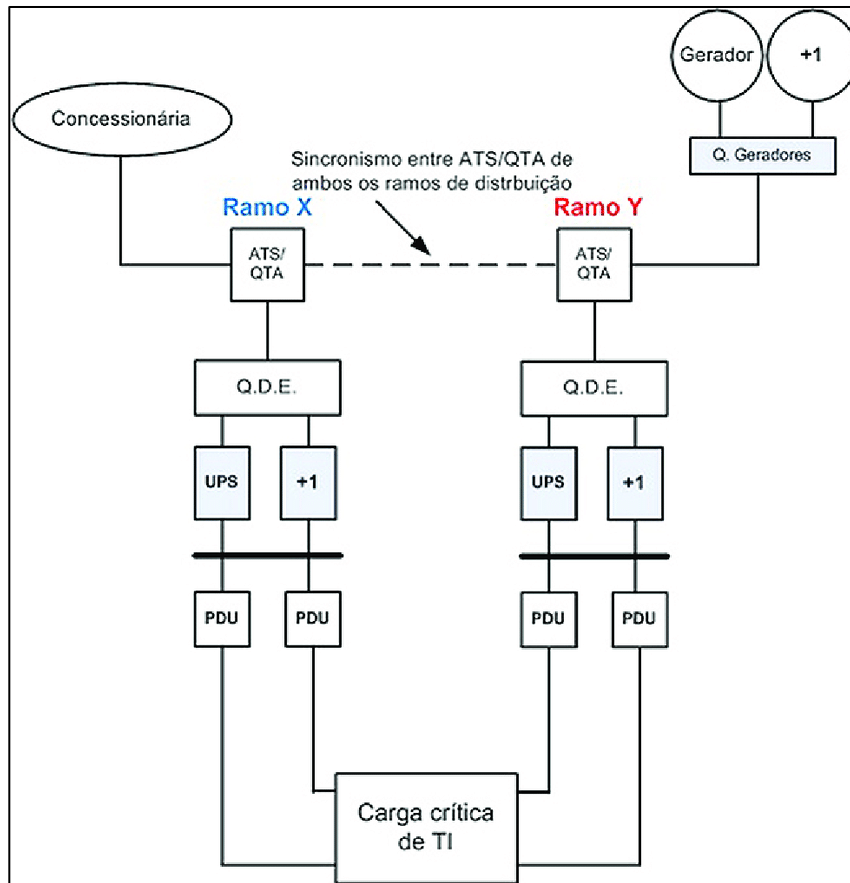 Gerador
+1
Concessionária
Q. Geradores
Sincronismo entre ATS/QTA de
ambos os ramos de distrbuição
Ramo X
Ramo Y
ATS/
QTA
ATS/
QTA
Q.D.E.
Q.D.E.
UPS
+1
UPS
+1
PDU
PDU
PDU
PDU
Carga crítica
de TI